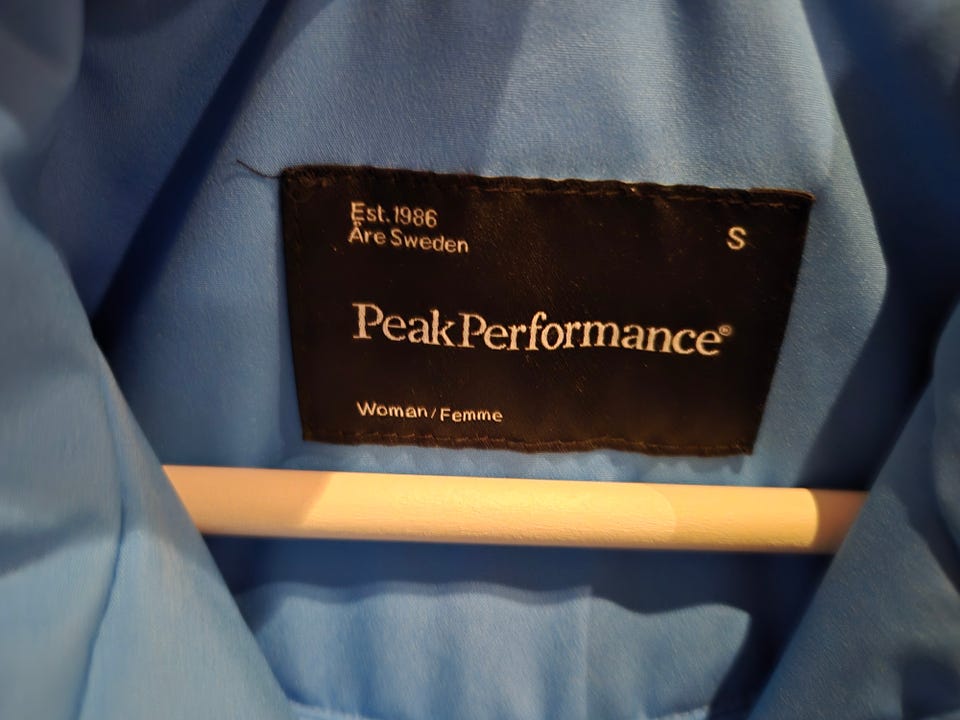 Est. 1986
Åre Sweden
S
PeakPerformance®
Woman/Femme